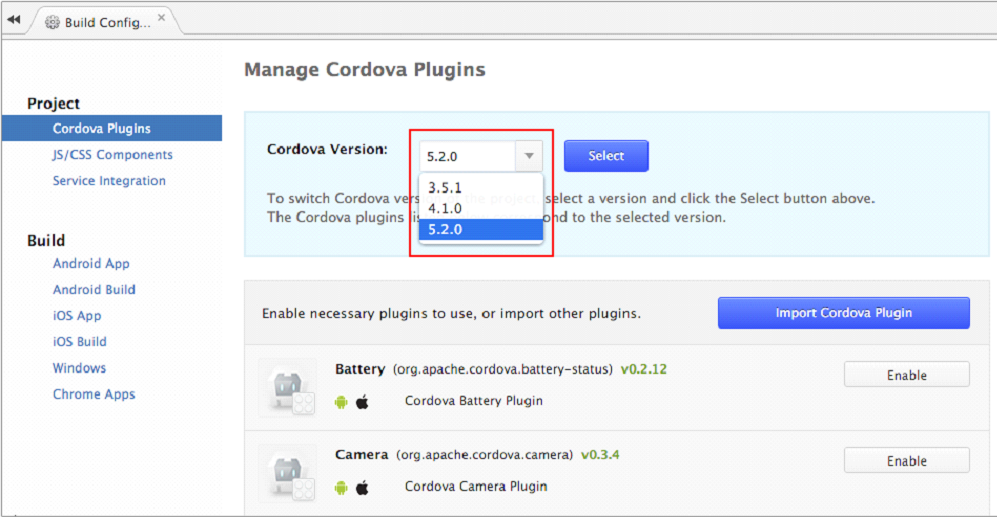 Build Config...
Manage Cordova Plugins
Project
Cordova Plugins
JS/CSS Components
Service Integration
Build
Android App
Android Build
iOS App
iOS Build
Windows
Chrome Apps
Cordova Version:
5.2.0
Select
3.5.1
4.1.0
5.2.0
To switch Cordova select a version and click the Select button above.
The Cordova plugins to the selected version.
Enable necessary plugins to use, or import other plugins.
Import Cordova Plugin
Battery (org.apache.cordova.battery-status) v0.2.12
Cordova Battery Plugin
Enable
Camera (org.apache.cordova.camera) v0.3.4
Cordova Camera Plugin
Enable